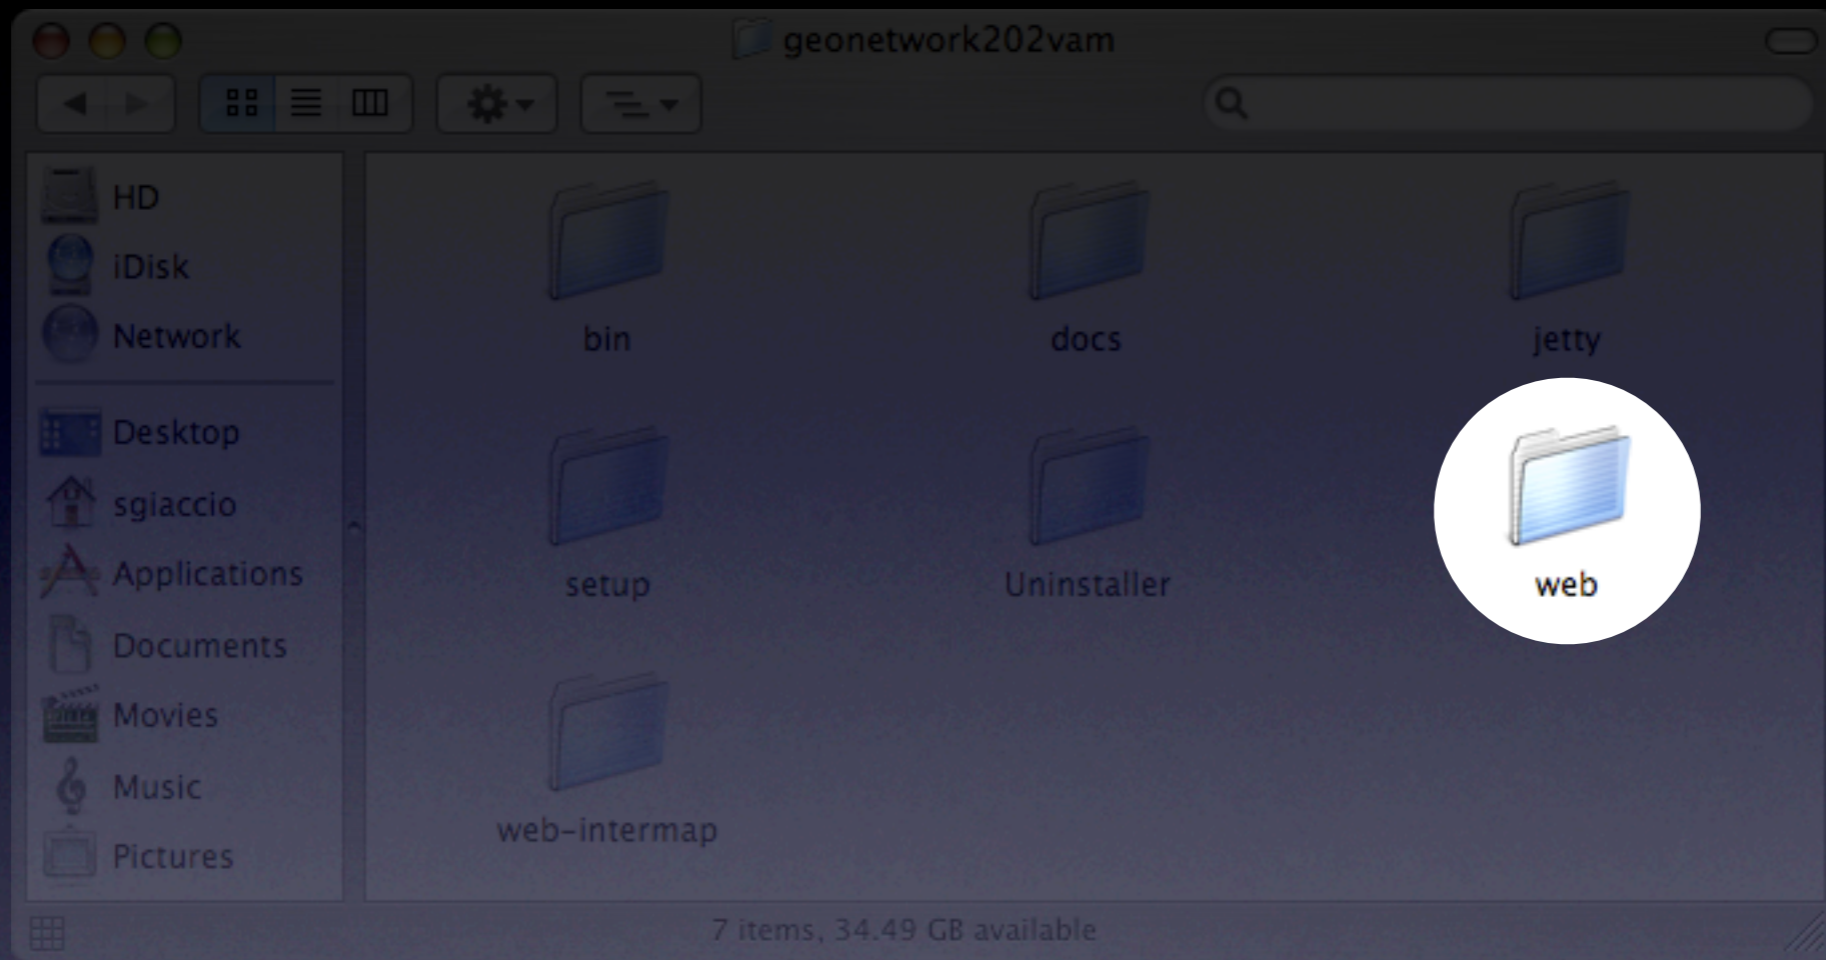 geonetwork202vam
HD
iDisk
Network
Desktop
sgiaccio
Applications
Documents
Movies
Music
Pictures
bin
docs
jetty
setup
Uninstaller
web
web-intermap
7 items, 34.49 GB available